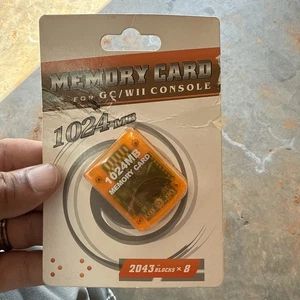 MEMORY CARD
FOR GC/WII CONSOLE
1024MB
1024MB
MEMORY CARD
2043 BLOCKS × 8